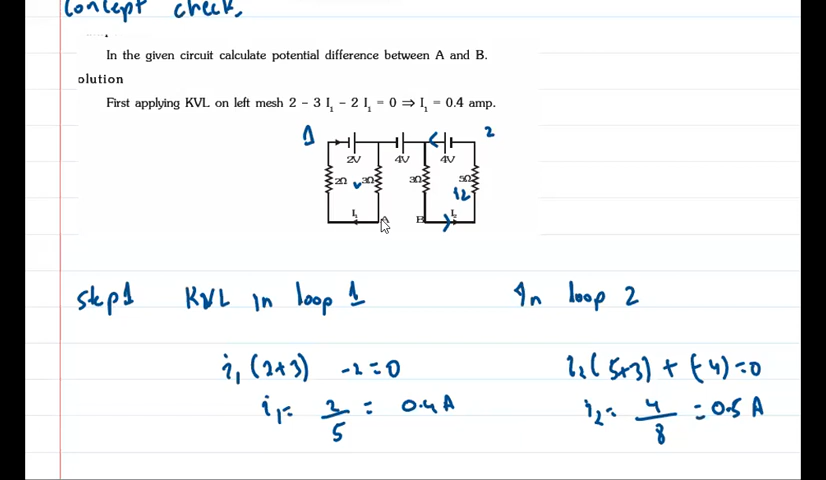 Concept check.
In the given circuit calculate potential difference between A and B.
olution
First applying KVL on left mesh 2 – 3 I₁ – 2 I₁ = 0 ⇒ I₁ = 0.4 amp.
1 2
2V 4V 4V
2Ω 3Ω 3Ω 5Ω
i2
I₁ A B I₂
step1 KVL In loop 1 In loop 2
i₁ (2+3) -2=0 i₂(5+3) + (-4)=0
i₁= 2/5 = 0.4A i₂= 4/8 =0.5 A